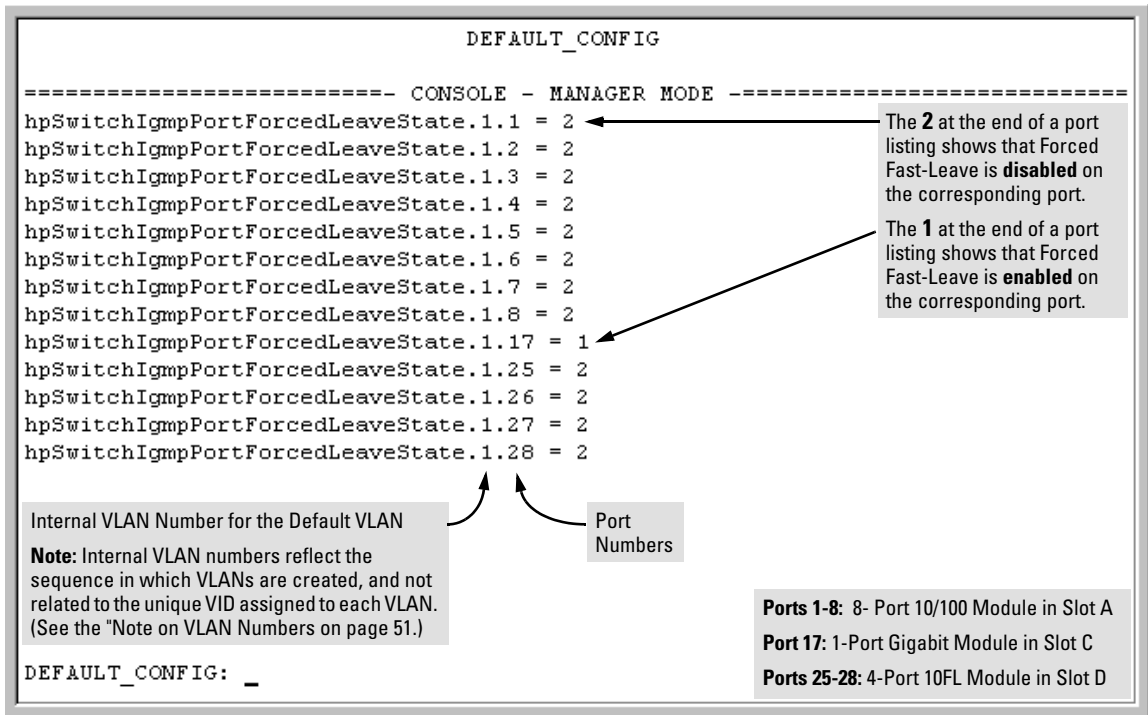 DEFAULT_CONFIG
==========================- CONSOLE - MANAGER MODE -============================
hpSwitchIgmpPortForcedLeaveState.1.1 = 2
hpSwitchIgmpPortForcedLeaveState.1.2 = 2
hpSwitchIgmpPortForcedLeaveState.1.3 = 2
hpSwitchIgmpPortForcedLeaveState.1.4 = 2
hpSwitchIgmpPortForcedLeaveState.1.5 = 2
hpSwitchIgmpPortForcedLeaveState.1.6 = 2
hpSwitchIgmpPortForcedLeaveState.1.7 = 2
hpSwitchIgmpPortForcedLeaveState.1.8 = 2
hpSwitchIgmpPortForcedLeaveState.1.17 = 1
hpSwitchIgmpPortForcedLeaveState.1.25 = 2
hpSwitchIgmpPortForcedLeaveState.1.26 = 2
hpSwitchIgmpPortForcedLeaveState.1.27 = 2
hpSwitchIgmpPortForcedLeaveState.1.28 = 2
The 2 at the end of a port
listing shows that Forced
Fast-Leave is disabled on
the corresponding port.
The 1 at the end of a port
listing shows that Forced
Fast-Leave is enabled on
the corresponding port.
Internal VLAN Number for the Default VLAN
Note: Internal VLAN numbers reflect the
sequence in which VLANs are created, and not
related to the unique VID assigned to each VLAN.
(See the "Note on VLAN Numbers on page 51.)
Port
Numbers
Ports 1-8: 8- Port 10/100 Module in Slot A
Port 17: 1-Port Gigabit Module in Slot C
Ports 25-28: 4-Port 10FL Module in Slot D
DEFAULT_CONFIG: _